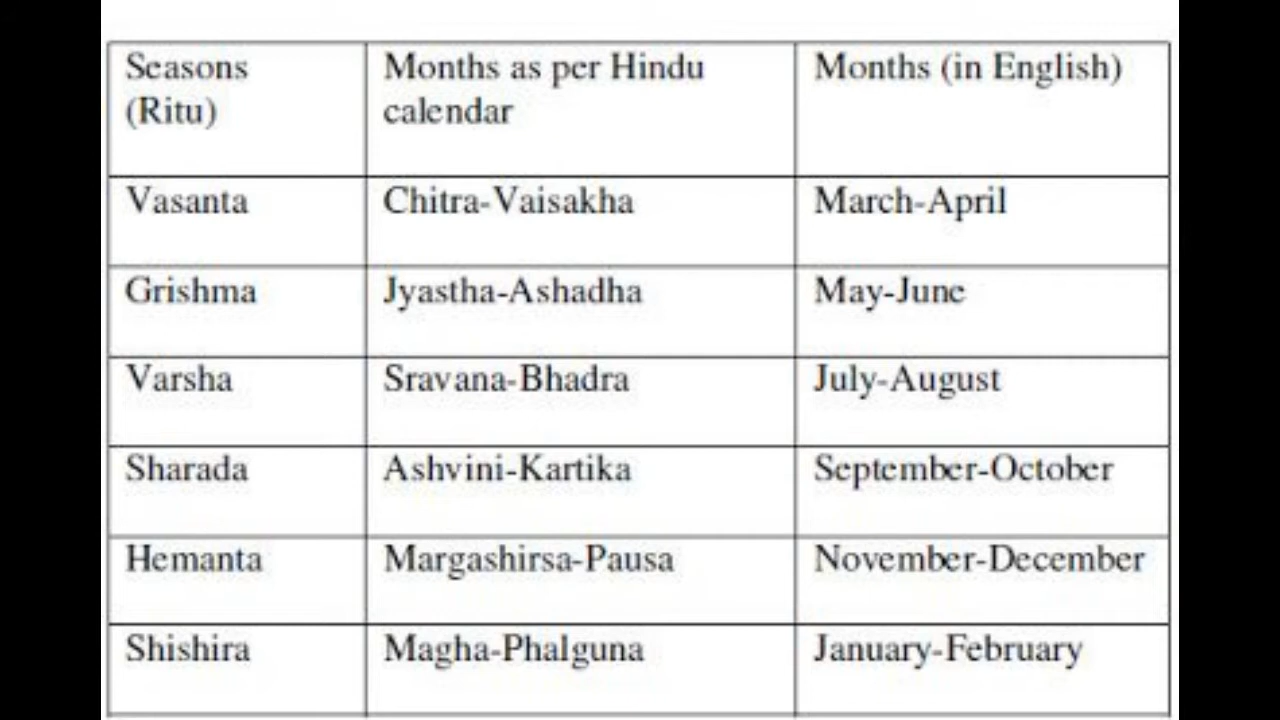 Seasons (Ritu)
Months as per Hindu calendar
Months (in English)
Vasanta
Chitra-Vaisakha
March-April
Grishma
Jyastha-Ashadha
May-June
Varsha
Sravana-Bhadra
July-August
Sharada
Ashvini-Kartika
September-October
Hemanta
Margashirsa-Pausa
November-December
Shishira
Magha-Phalguna
January-February